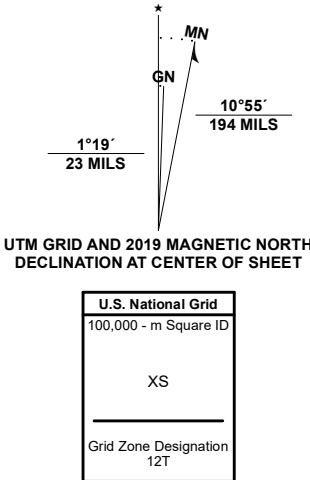 MN
GN
10°55´
194 MILS
1°19´
23 MILS
UTM GRID AND 2019 MAGNETIC NORTH
DECLINATION AT CENTER OF SHEET
U.S. National Grid
100,000 - m Square ID
XS
Grid Zone Designation
12T